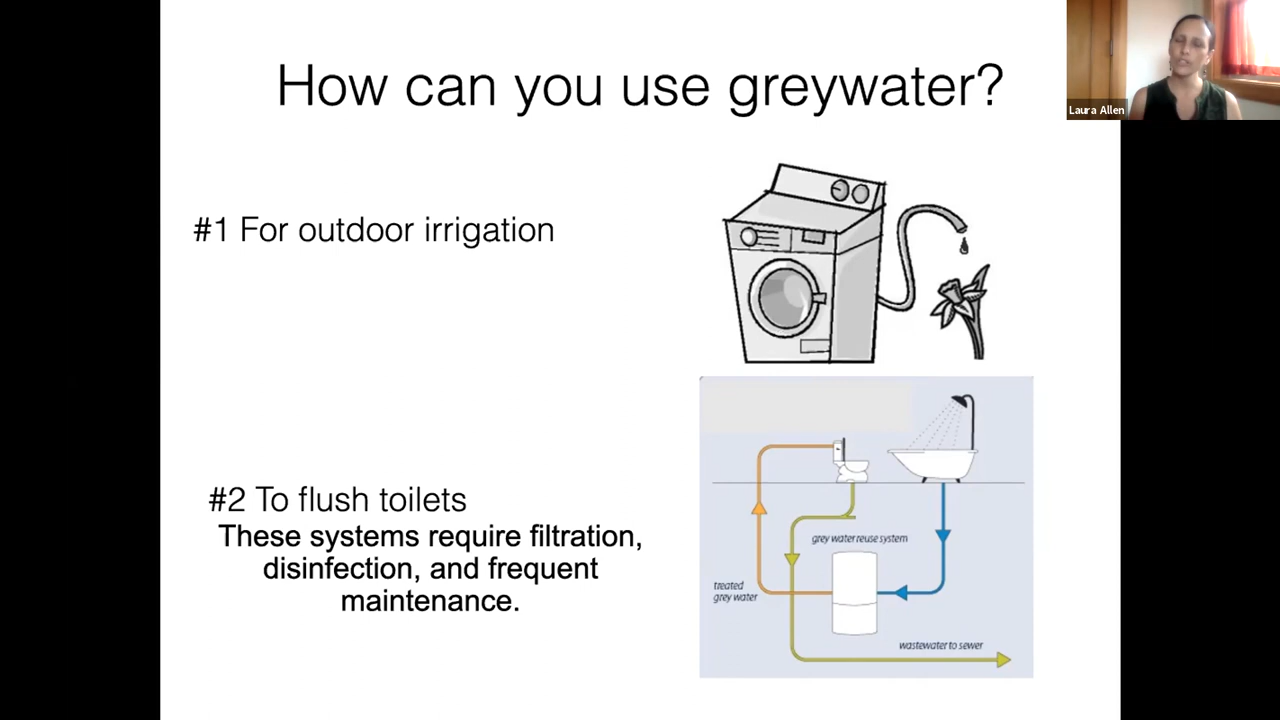 How can you use greywater?
Laura Allen
#1 For outdoor irrigation
#2 To flush toilets
These systems require filtration,
disinfection, and frequent
maintenance.
grey water reuse system
treated
grey water
wastewater to sewer